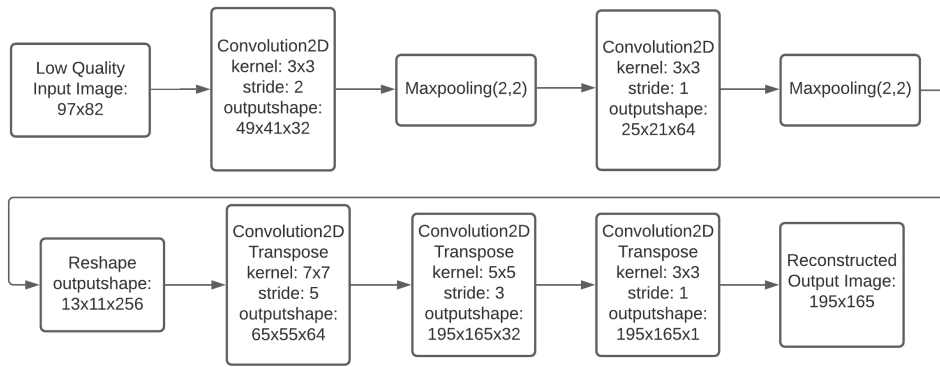 Low Quality
Input Image:
97x82
Convolution2D
kernel: 3x3
stride: 2
outputshape:
49x41x32
Maxpooling(2,2)
Convolution2D
kernel: 3x3
stride: 1
outputshape:
25x21x64
Maxpooling(2,2)
Reshape
outputshape:
13x11x256
Convolution2D
Transpose
kernel: 7x7
stride: 5
outputshape:
65x55x64
Convolution2D
Transpose
kernel: 5x5
stride: 3
outputshape:
195x165x32
Convolution2D
Transpose
kernel: 3x3
stride: 1
outputshape:
195x165x1
Reconstructed
Output Image:
195x165